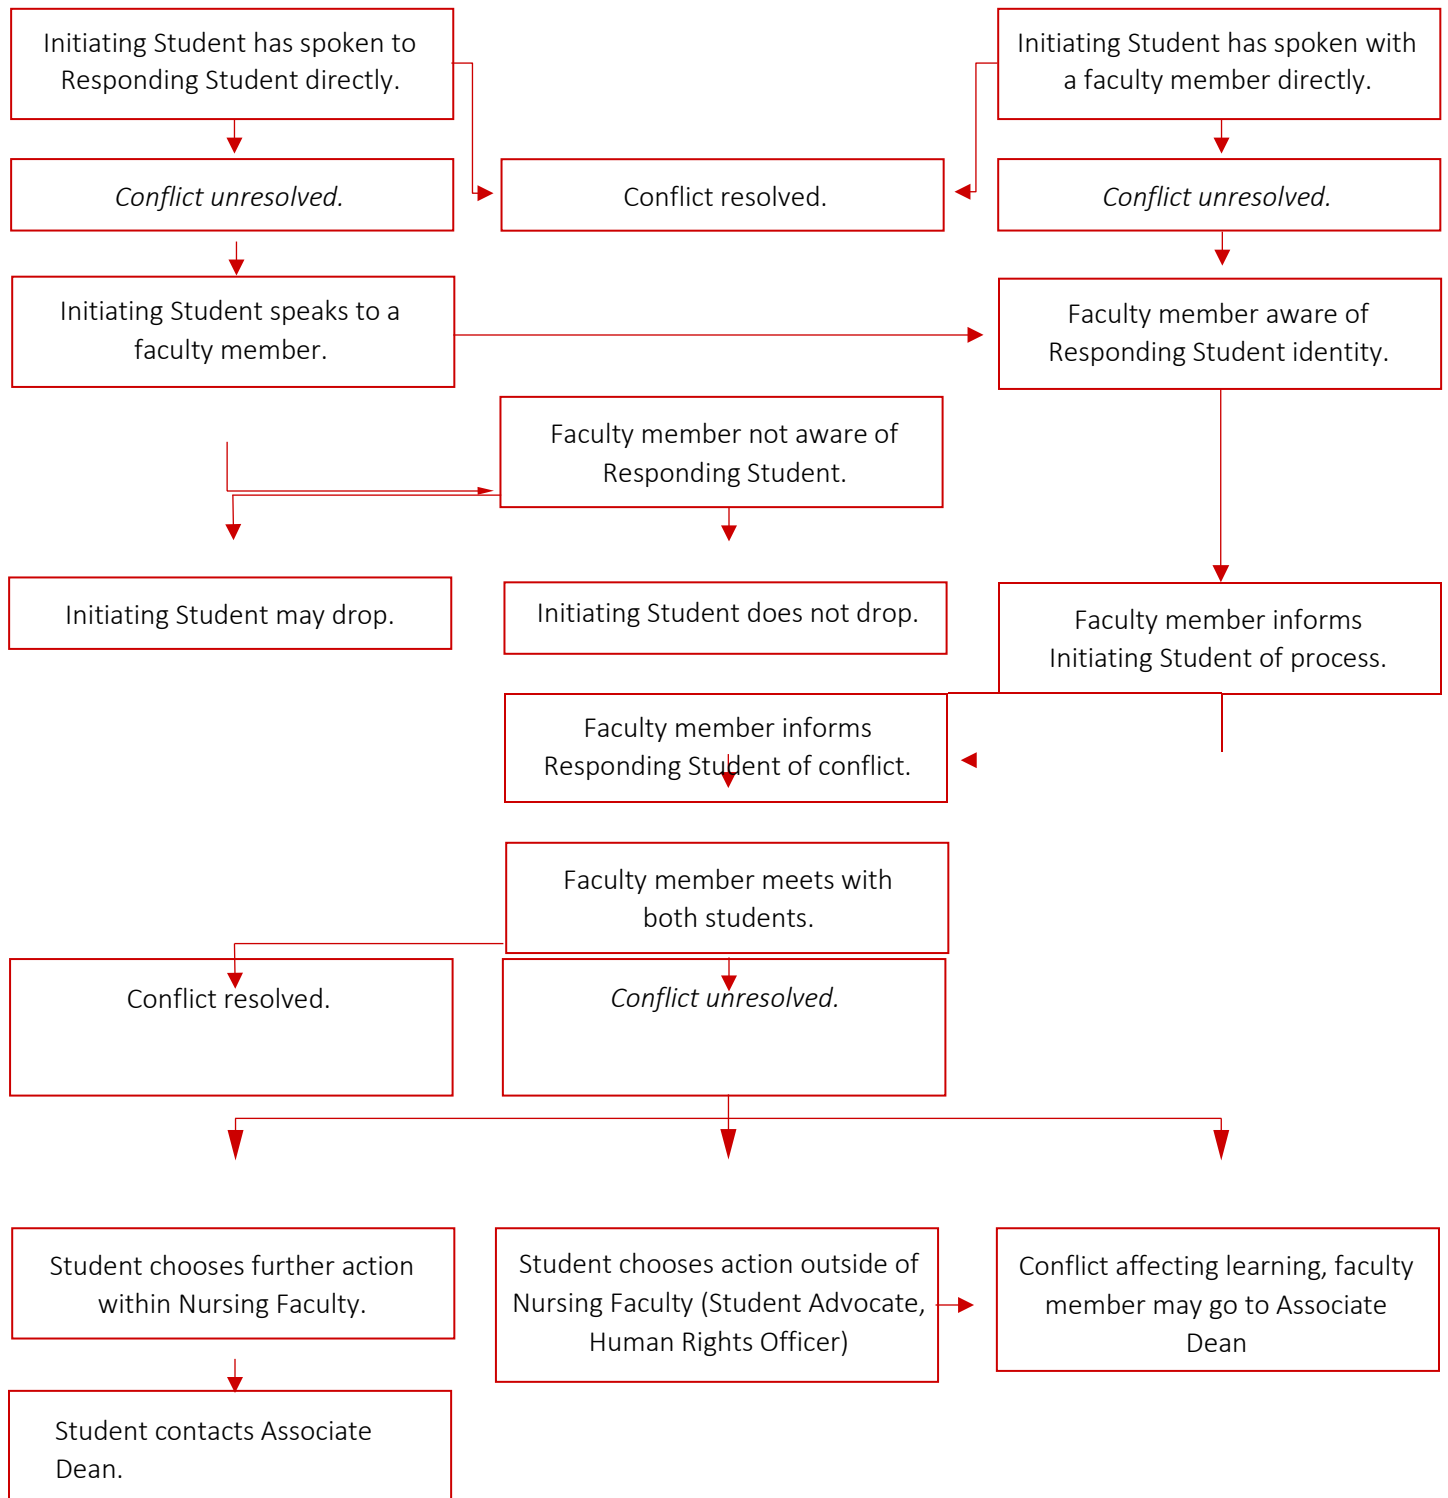 Initiating Student has spoken to
Responding Student directly.
Initiating Student has spoken with
a faculty member directly.
Conflict unresolved.
Conflict resolved.
Conflict unresolved.
Initiating Student speaks to a
faculty member.
Faculty member aware of
Responding Student identity.
Faculty member not aware of
Responding Student.
Initiating Student may drop.
Initiating Student does not drop.
Faculty member informs
Initiating Student of process.
Faculty member informs
Responding Student of conflict.
Faculty member meets with
both students.
Conflict resolved.
Conflict unresolved.
Student chooses further action
within Nursing Faculty.
Student chooses action outside of
Nursing Faculty (Student Advocate,
Human Rights Officer)
Conflict affecting learning, faculty
member may go to Associate
Dean
Student contacts Associate
Dean.